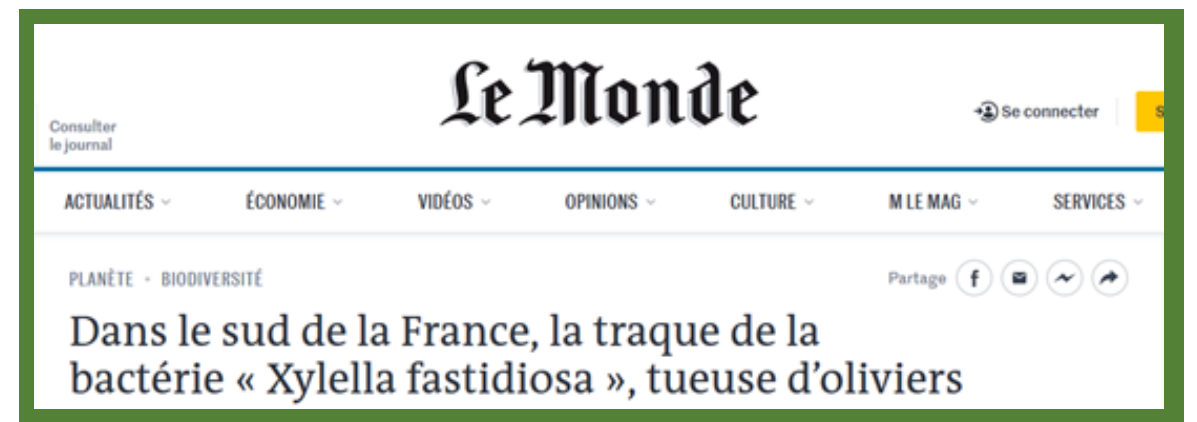 Le Monde
Consulter
le journal
Se connecter
S
ACTUALITÉS
ÉCONOMIE
VIDÉOS
OPINIONS
CULTURE
M LE MAG
SERVICES
PLANÈTE • BIODIVERSITÉ
Partage
Dans le sud de la France, la traque de la
bactérie « Xylella fastidiosa », tueuse d’oliviers